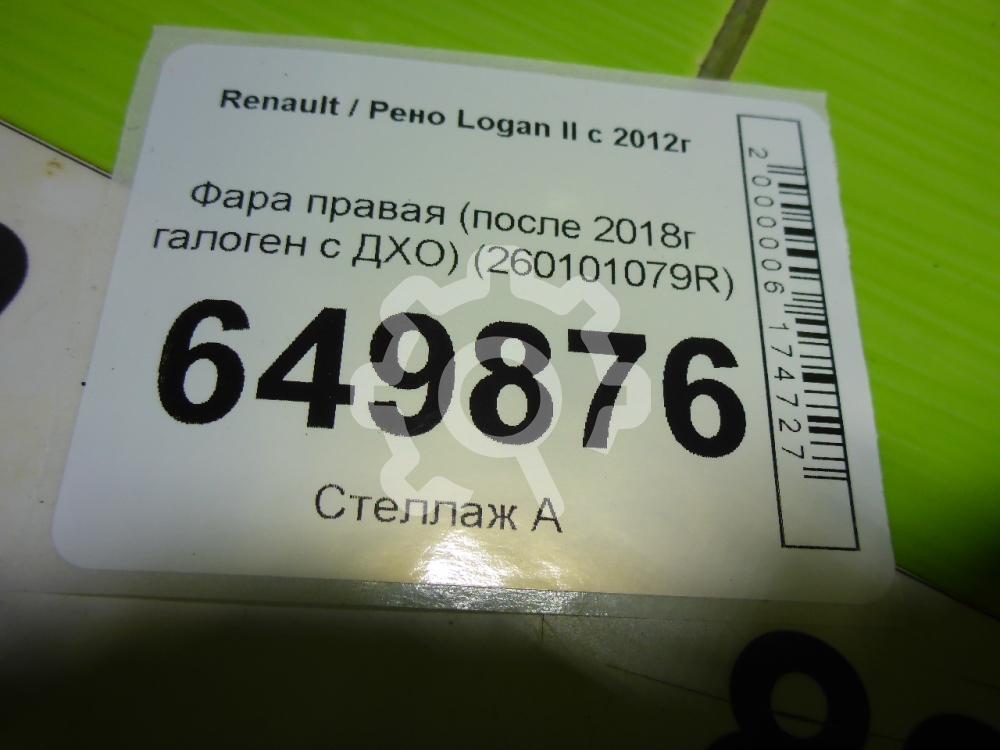 Renault / Рено Logan II с 2012г
Фара правая (после 2018г
галоген с ДХО) (260101079R)
649876
Стеллаж А
2000006174727